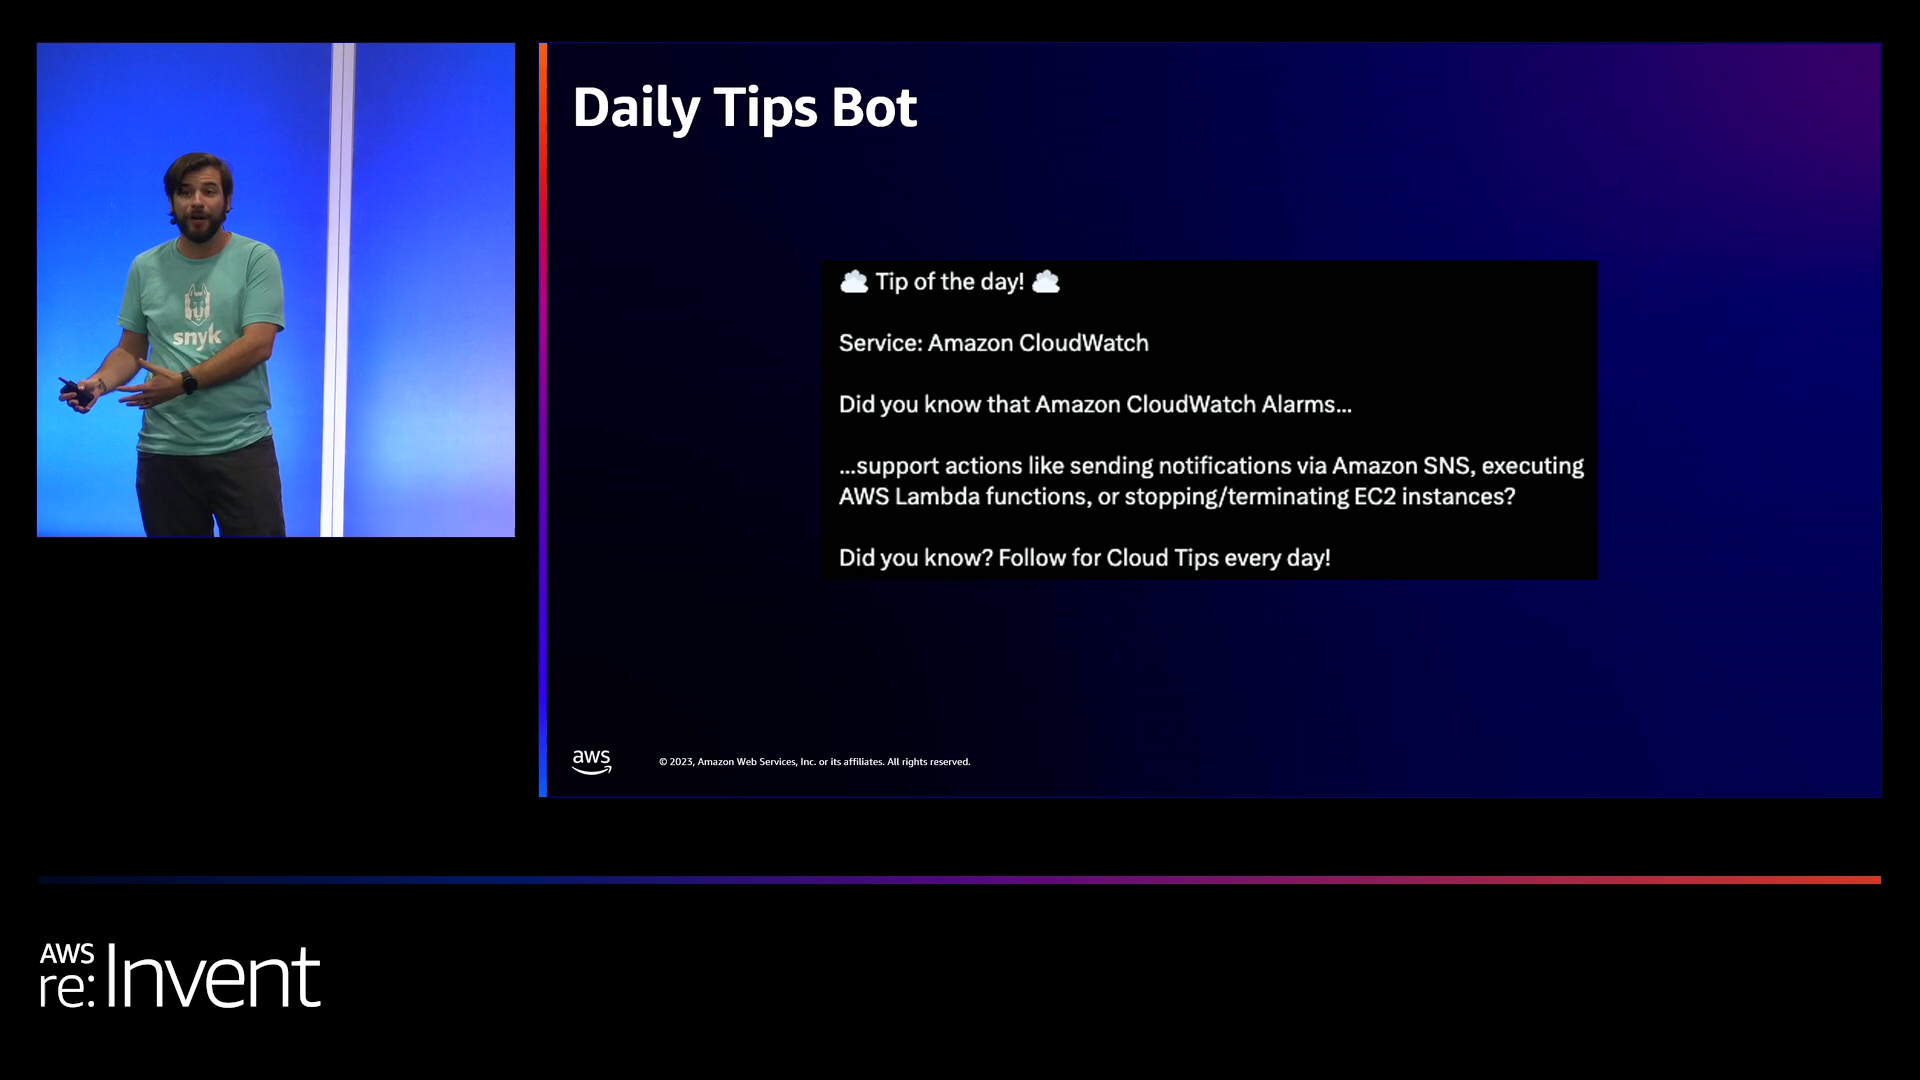 Daily Tips Bot
☁️ Tip of the day! ☁️
Service: Amazon CloudWatch
Did you know that Amazon CloudWatch Alarms...
...support actions like sending notifications via Amazon SNS, executing
AWS Lambda functions, or stopping/terminating EC2 instances?
Did you know? Follow for Cloud Tips every day!
snyk
aws
© 2023, Amazon Web Services, Inc. or its affiliates. All rights reserved.
AWS
re:Invent